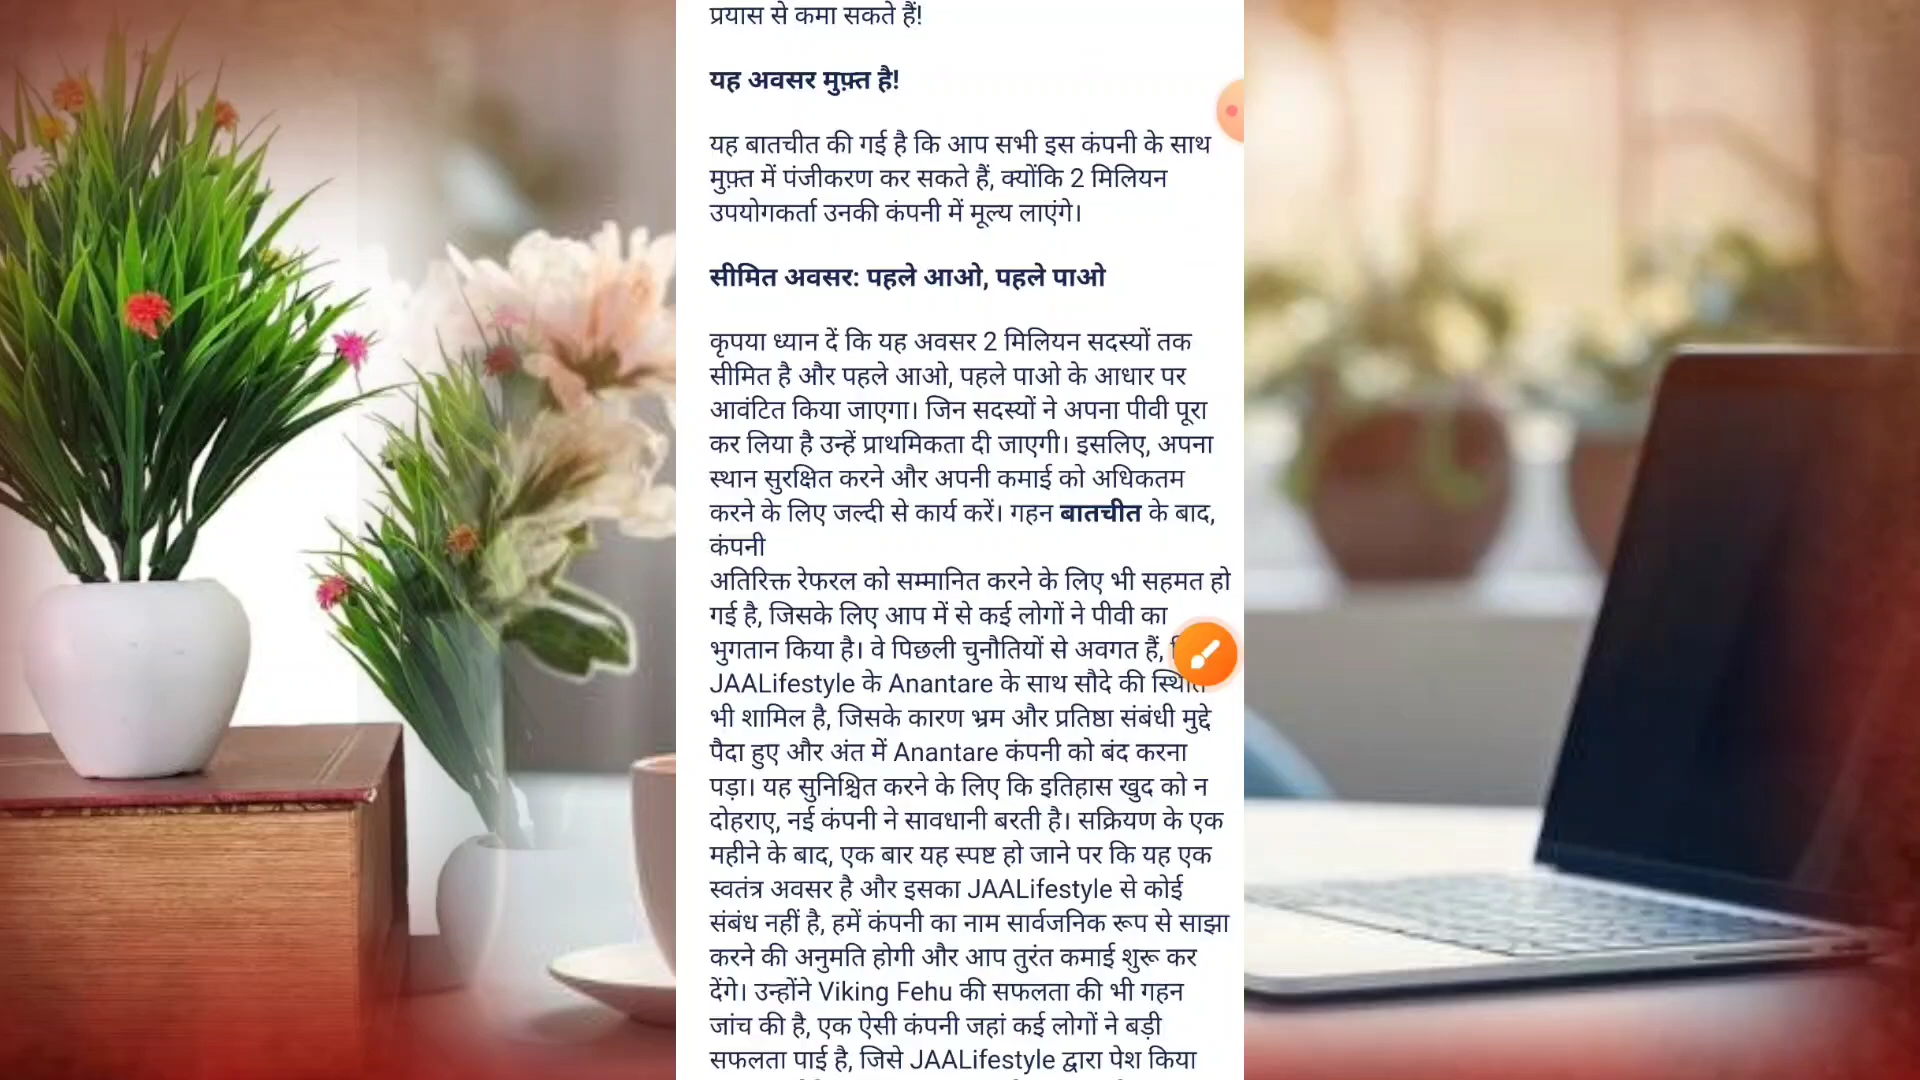 प्रयास से कमा सकते हैं!
यह अवसर मुफ़्त है!
यह बातचीत की गई है कि आप सभी इस कंपनी के साथ
मुफ़्त में पंजीकरण कर सकते हैं, क्योंकि 2 मिलियन
उपयोगकर्ता उनकी कंपनी में मूल्य लाएंगे।
सीमित अवसर: पहले आओ, पहले पाओ
कृपया ध्यान दें कि यह अवसर 2 मिलियन सदस्यों तक
सीमित है और पहले आओ, पहले पाओ के आधार पर
आवंटित किया जाएगा। जिन सदस्यों ने अपना पीवी पूरा
कर लिया है उन्हें प्राथमिकता दी जाएगी। इसलिए, अपना
स्थान सुरक्षित करने और अपनी कमाई को अधिकतम
करने के लिए जल्दी से कार्य करें। गहन बातचीत के बाद,
कंपनी
अतिरिक्त रेफरल को सम्मानित करने के लिए भी सहमत हो
गई है, जिसके लिए आप में से कई लोगों ने पीवी का
भुगतान किया है। वे पिछली चुनौतियों से अवगत हैं,
JAALifestyle के Anantare के साथ सौदे की स्थिति
भी शामिल है, जिसके कारण भ्रम और प्रतिष्ठा संबंधी मुद्दे
पैदा हुए और अंत में Anantare कंपनी को बंद करना
पड़ा। यह सुनिश्चित करने के लिए कि इतिहास खुद को न
दोहराए, नई कंपनी ने सावधानी बरती है। सक्रियण के एक
महीने के बाद, एक बार यह स्पष्ट हो जाने पर कि यह एक
स्वतंत्र अवसर है और इसका JAALifestyle से कोई
संबंध नहीं है, हमें कंपनी का नाम सार्वजनिक रूप से साझा
करने की अनुमति होगी और आप तुरंत कमाई शुरू कर
देंगे। उन्होंने Viking Fehu की सफलता की भी गहन
जांच की है, एक ऐसी कंपनी जहां कई लोगों ने बड़ी
सफलता पाई है, जिसे JAALifestyle द्वारा पेश किया